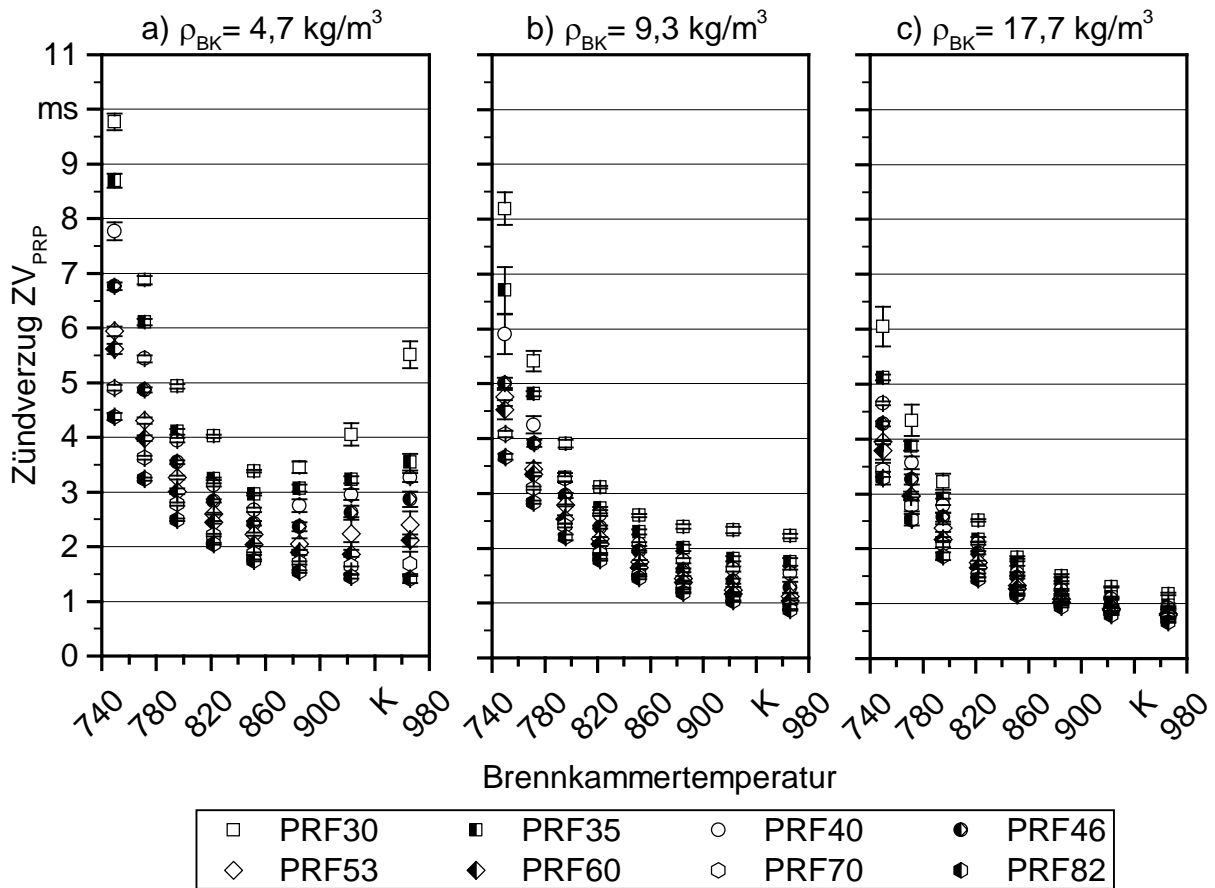 a) ρBK= 4,7 kg/m³
b) ρBK= 9,3 kg/m³
c) ρBK= 17,7 kg/m³
11
ms
9
8
7
6
5
4
3
2
1
0
Zündverzug ZVPRP
740
780
820
860
900
K
980
740
780
820
860
900
K
980
740
780
820
860
900
K
980
Brennkammertemperatur
PRF30
PRF35
PRF40
PRF46
PRF53
PRF60
PRF70
PRF82